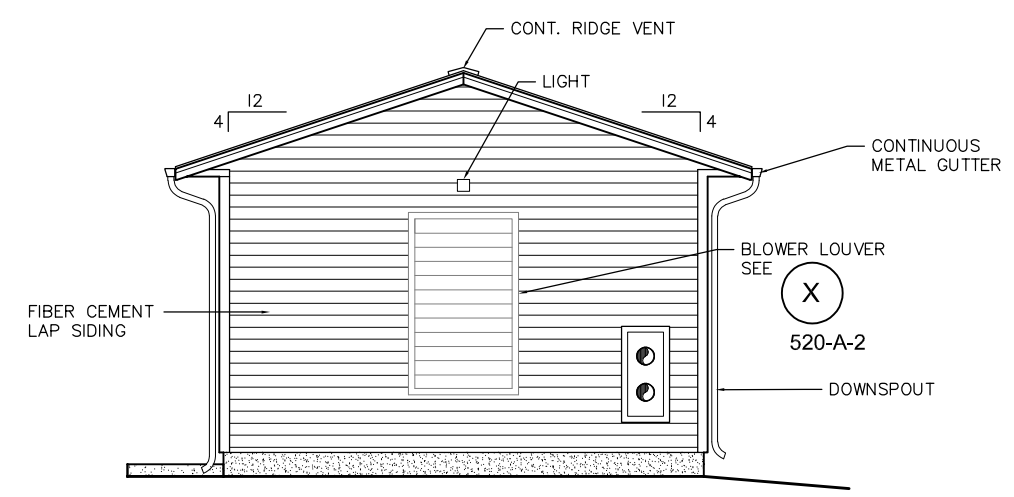 CONT. RIDGE VENT
LIGHT
12
4
12
4
CONTINUOUS
METAL GUTTER
BLOWER LOUVER
SEE
X
520-A-2
FIBER CEMENT
LAP SIDING
DOWNSPOUT